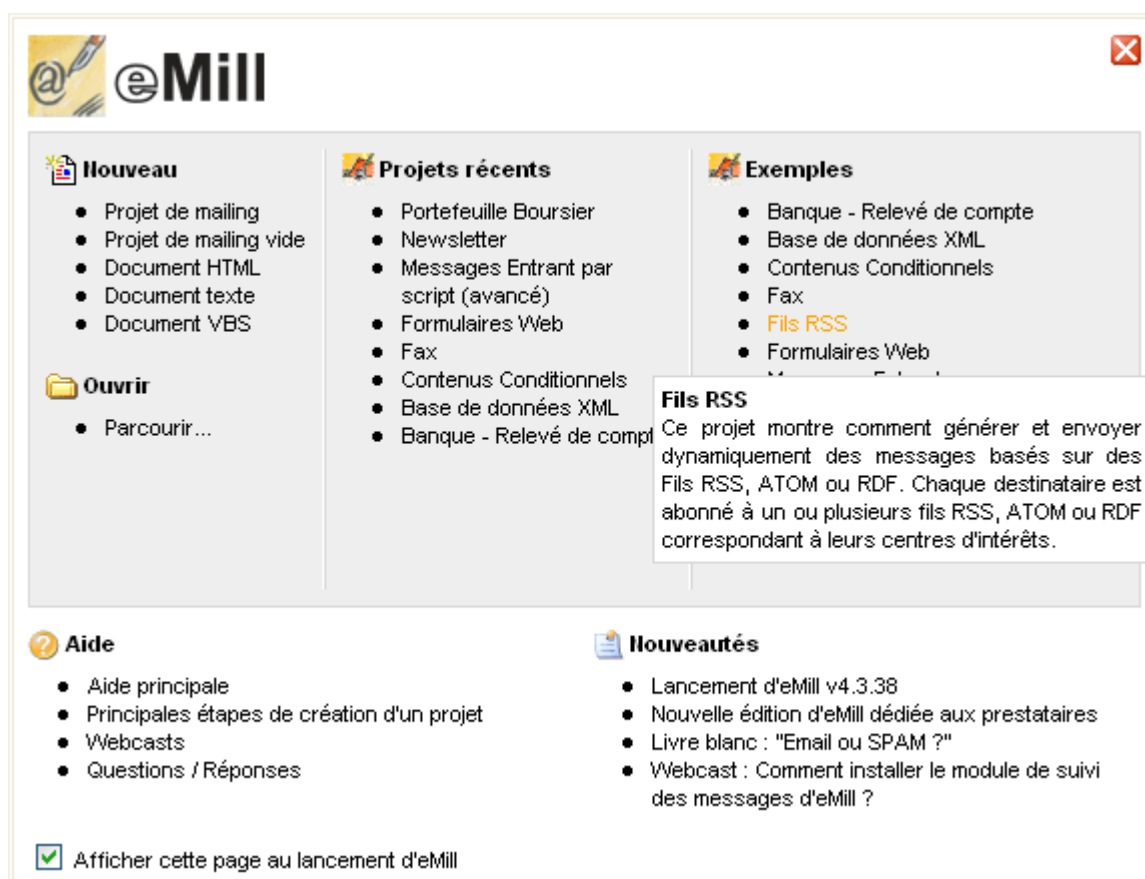 eMill
Nouveau
Projet de mailing
Projet de mailing vide
Document HTML
Document texte
Document VBS
Ouvrir
Parcourir...
Projets récents
Portefeuille Boursier
Newsletter
Messages Entrant par
script (avancé)
Formulaires Web
Fax
Contenus Conditionnels
Base de données XML
Banque - Relevé de compt
Exemples
Banque - Relevé de compte
Base de données XML
Contenus Conditionnels
Fax
Fils RSS
Formulaires Web
Fils RSS
Ce projet montre comment générer et envoyer
dynamiquement des messages basés sur des
Fils RSS, ATOM ou RDF. Chaque destinataire est
abonné à un ou plusieurs fils RSS, ATOM ou RDF
correspondant à leurs centres d'intérêts.
Aide
Aide principale
Principales étapes de création d'un projet
Webcasts
Questions / Réponses
Nouveautés
Lancement d'eMill v4.3.38
Nouvelle édition d'eMill dédiée aux prestataires
Livre blanc : "Email ou SPAM ?"
Webcast : Comment installer le module de suivi
des messages d'eMill ?
Afficher cette page au lancement d'eMill